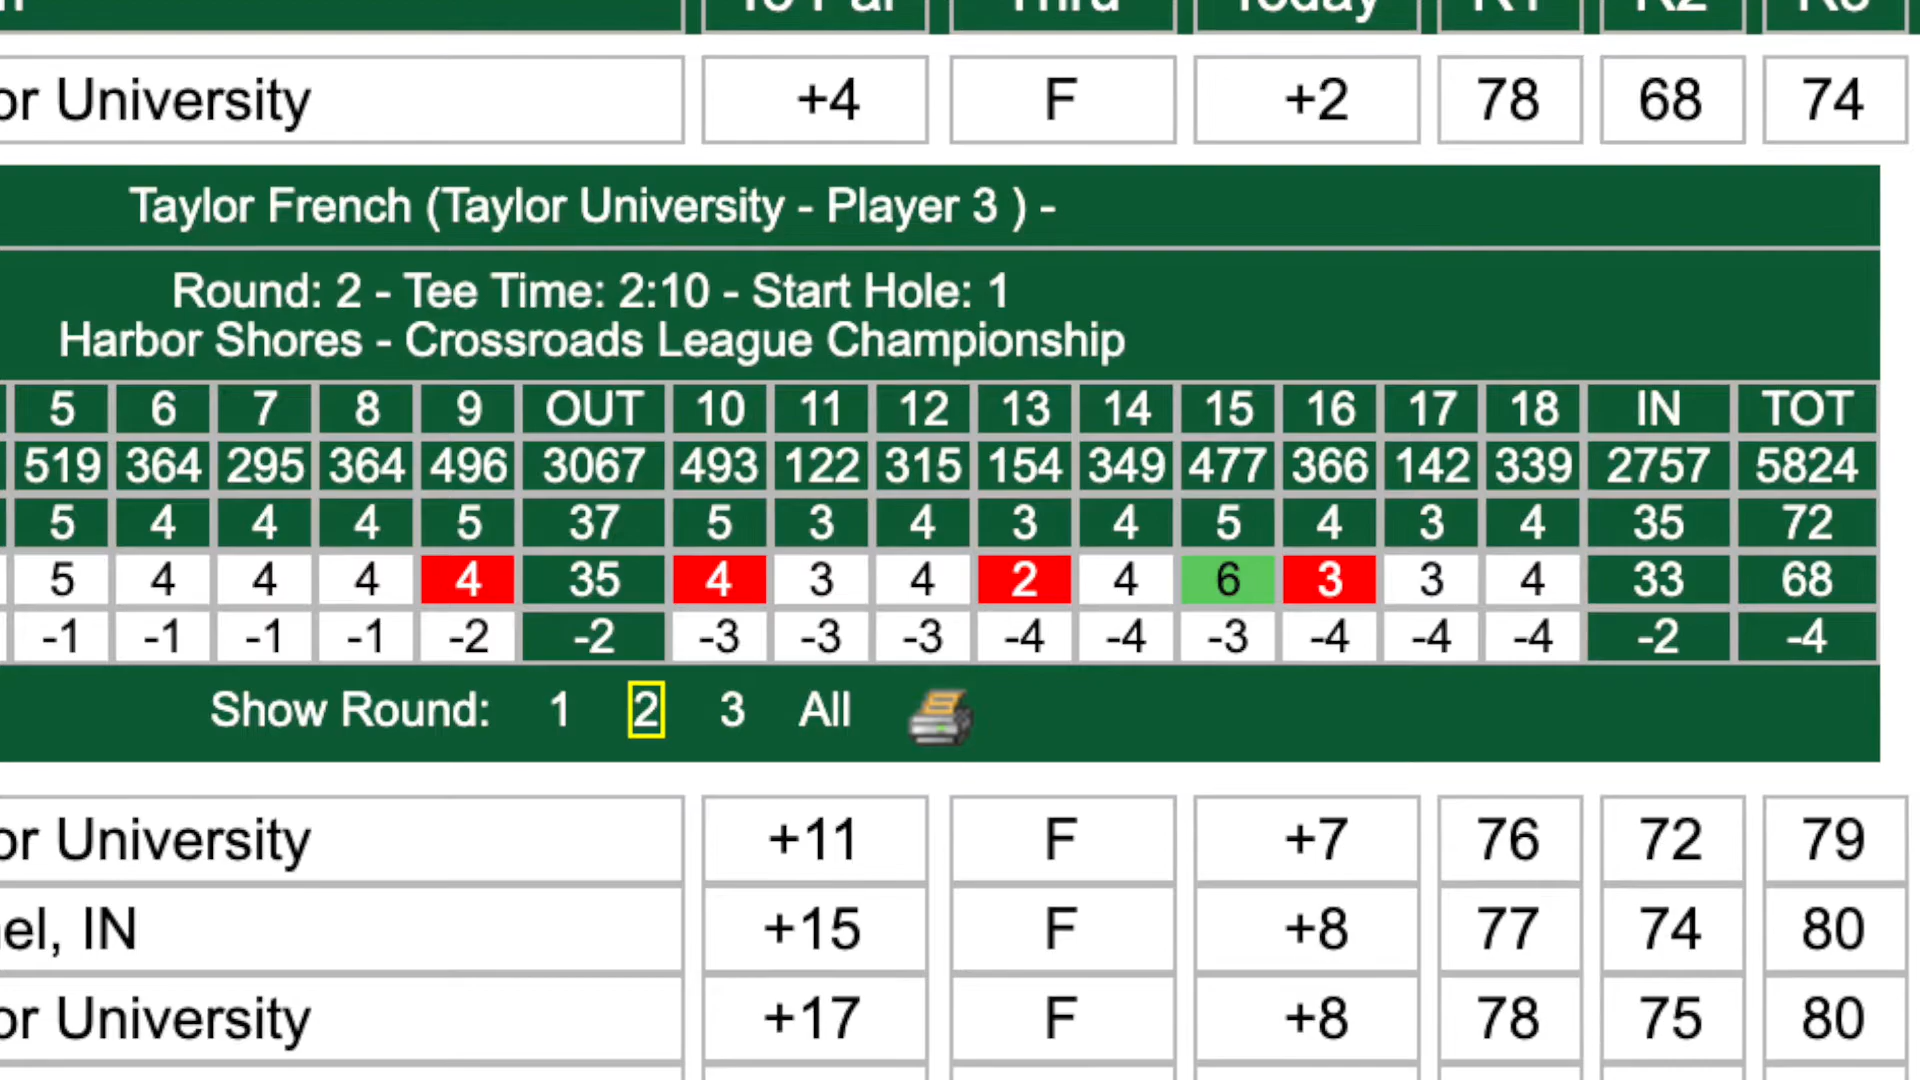 or University +4 F +2 78 68 74
Taylor French (Taylor University - Player 3 ) -
Round: 2 - Tee Time: 2:10 - Start Hole: 1
Harbor Shores - Crossroads League Championship
5 6 7 8 9 OUT 10 11 12 13 14 15 16 17 18 IN TOT
519 364 295 364 496 3067 493 122 315 154 349 477 366 142 339 2757 5824
5 4 4 4 5 37 5 3 4 3 4 5 4 3 4 35 72
5 4 4 4 4 35 4 3 4 2 4 6 3 3 4 33 68
-1 -1 -1 -1 -2 -2 -3 -3 -3 -4 -4 -3 -4 -4 -4 -2 -4
Show Round: 1 2 3 All
or University +11 F +7 76 72 79
el, IN +15 F +8 77 74 80
or University +17 F +8 78 75 80